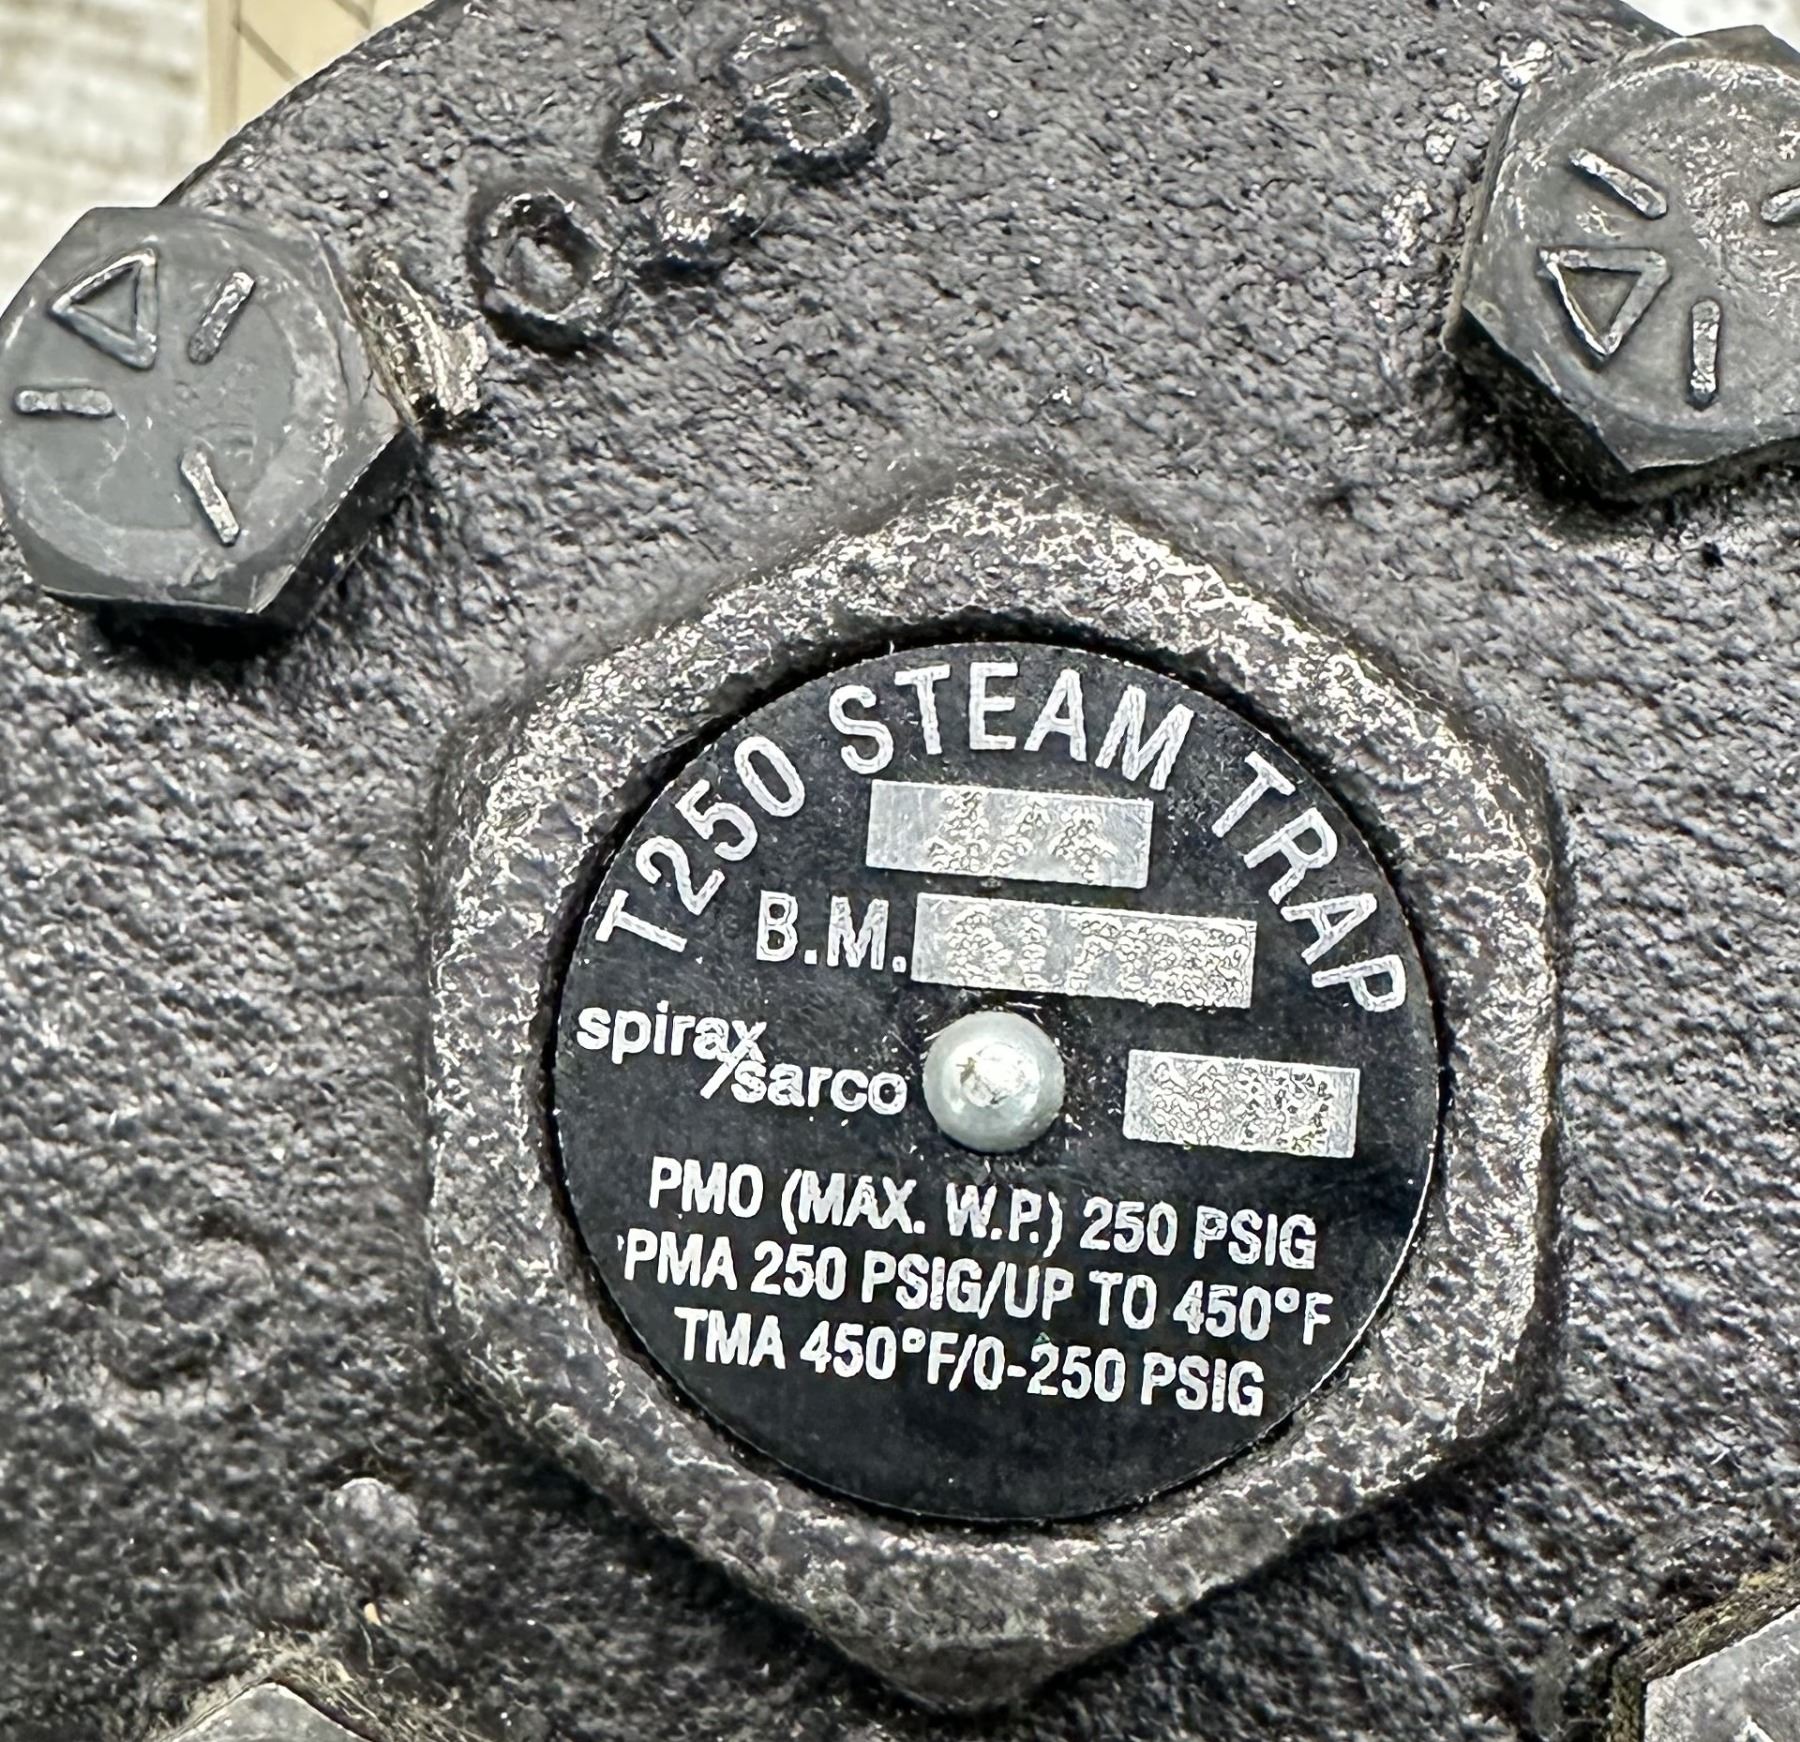 025
T250 STEAM TRAP
B.M.
spirax
sarco
PMO (MAX. W.P.) 250 PSIG
PMA 250 PSIG/UP TO 450°F
TMA 450°F/0-250 PSIG